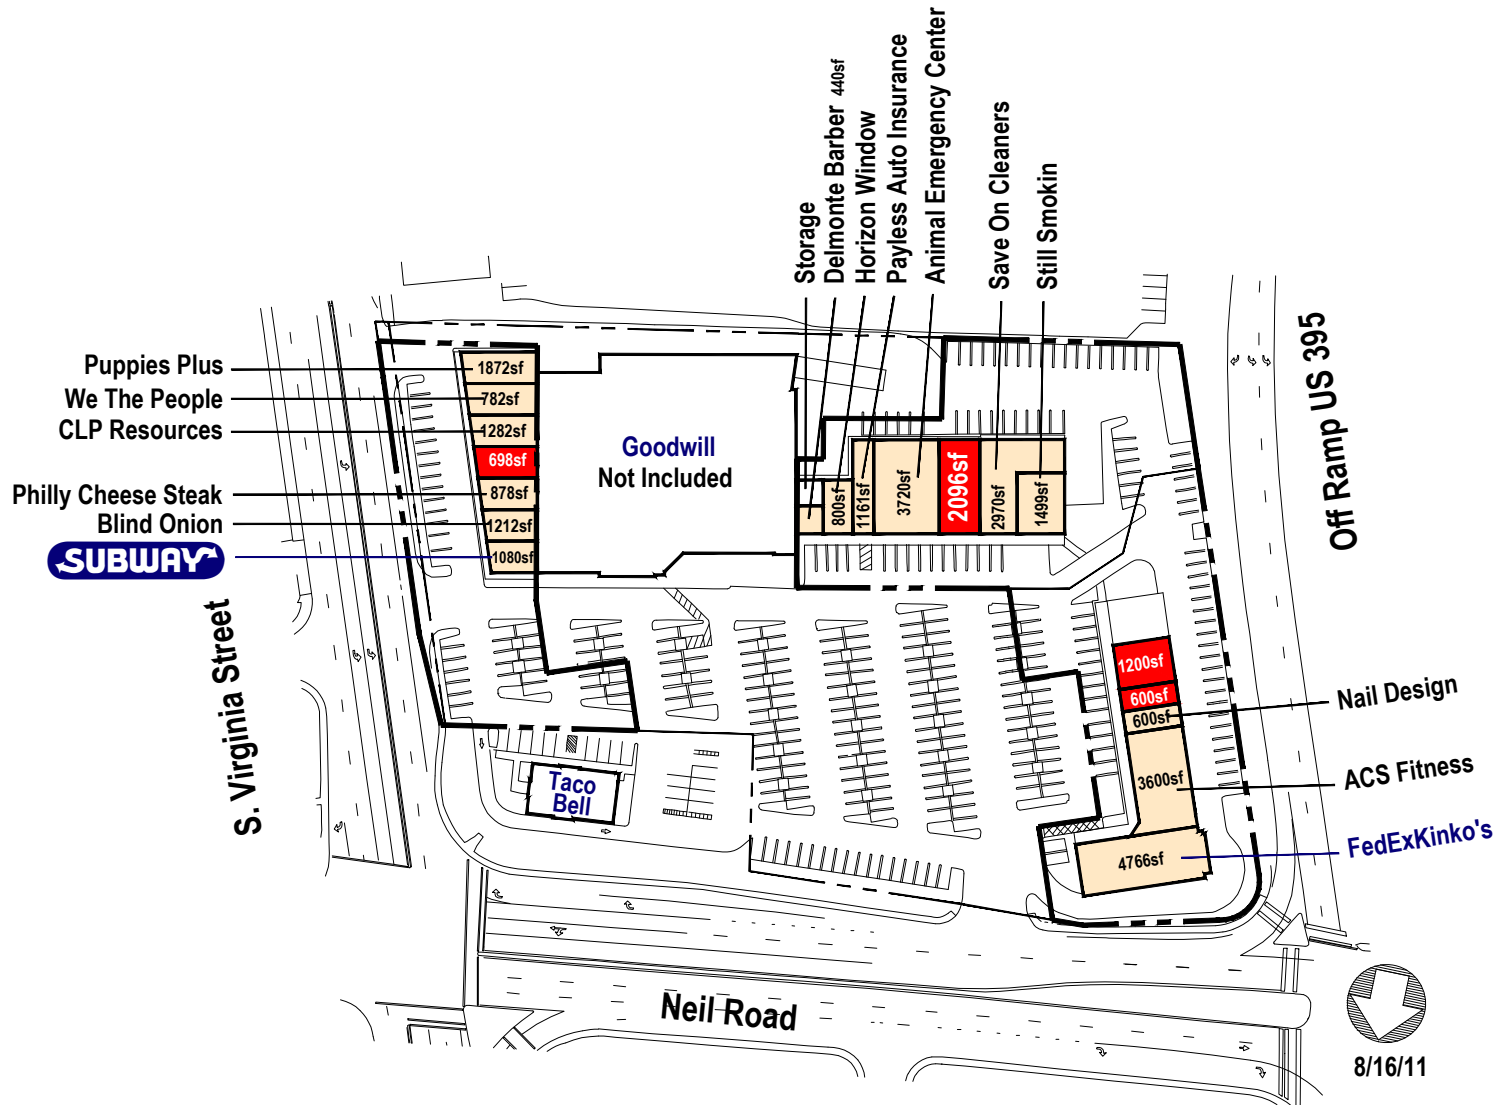 Storage
Delmonte Barber 440sf
Horizon Window
Payless Auto Insurance
Animal Emergency Center
Save On Cleaners
Still Smokin
Puppies Plus
We The People
CLP Resources
Philly Cheese Steak
Blind Onion
SUBWAY
1872sf
782sf
1282sf
698sf
878sf
1212sf
1080sf
Goodwill
Not Included
800sf
1161sf
3720sf
2096sf
2970sf
1499sf
Off Ramp US 395
S. Virginia Street
Taco
Bell
1200sf
600sf
600sf
3600sf
4766sf
Nail Design
ACS Fitness
FedExKinko's
Neil Road
8/16/11